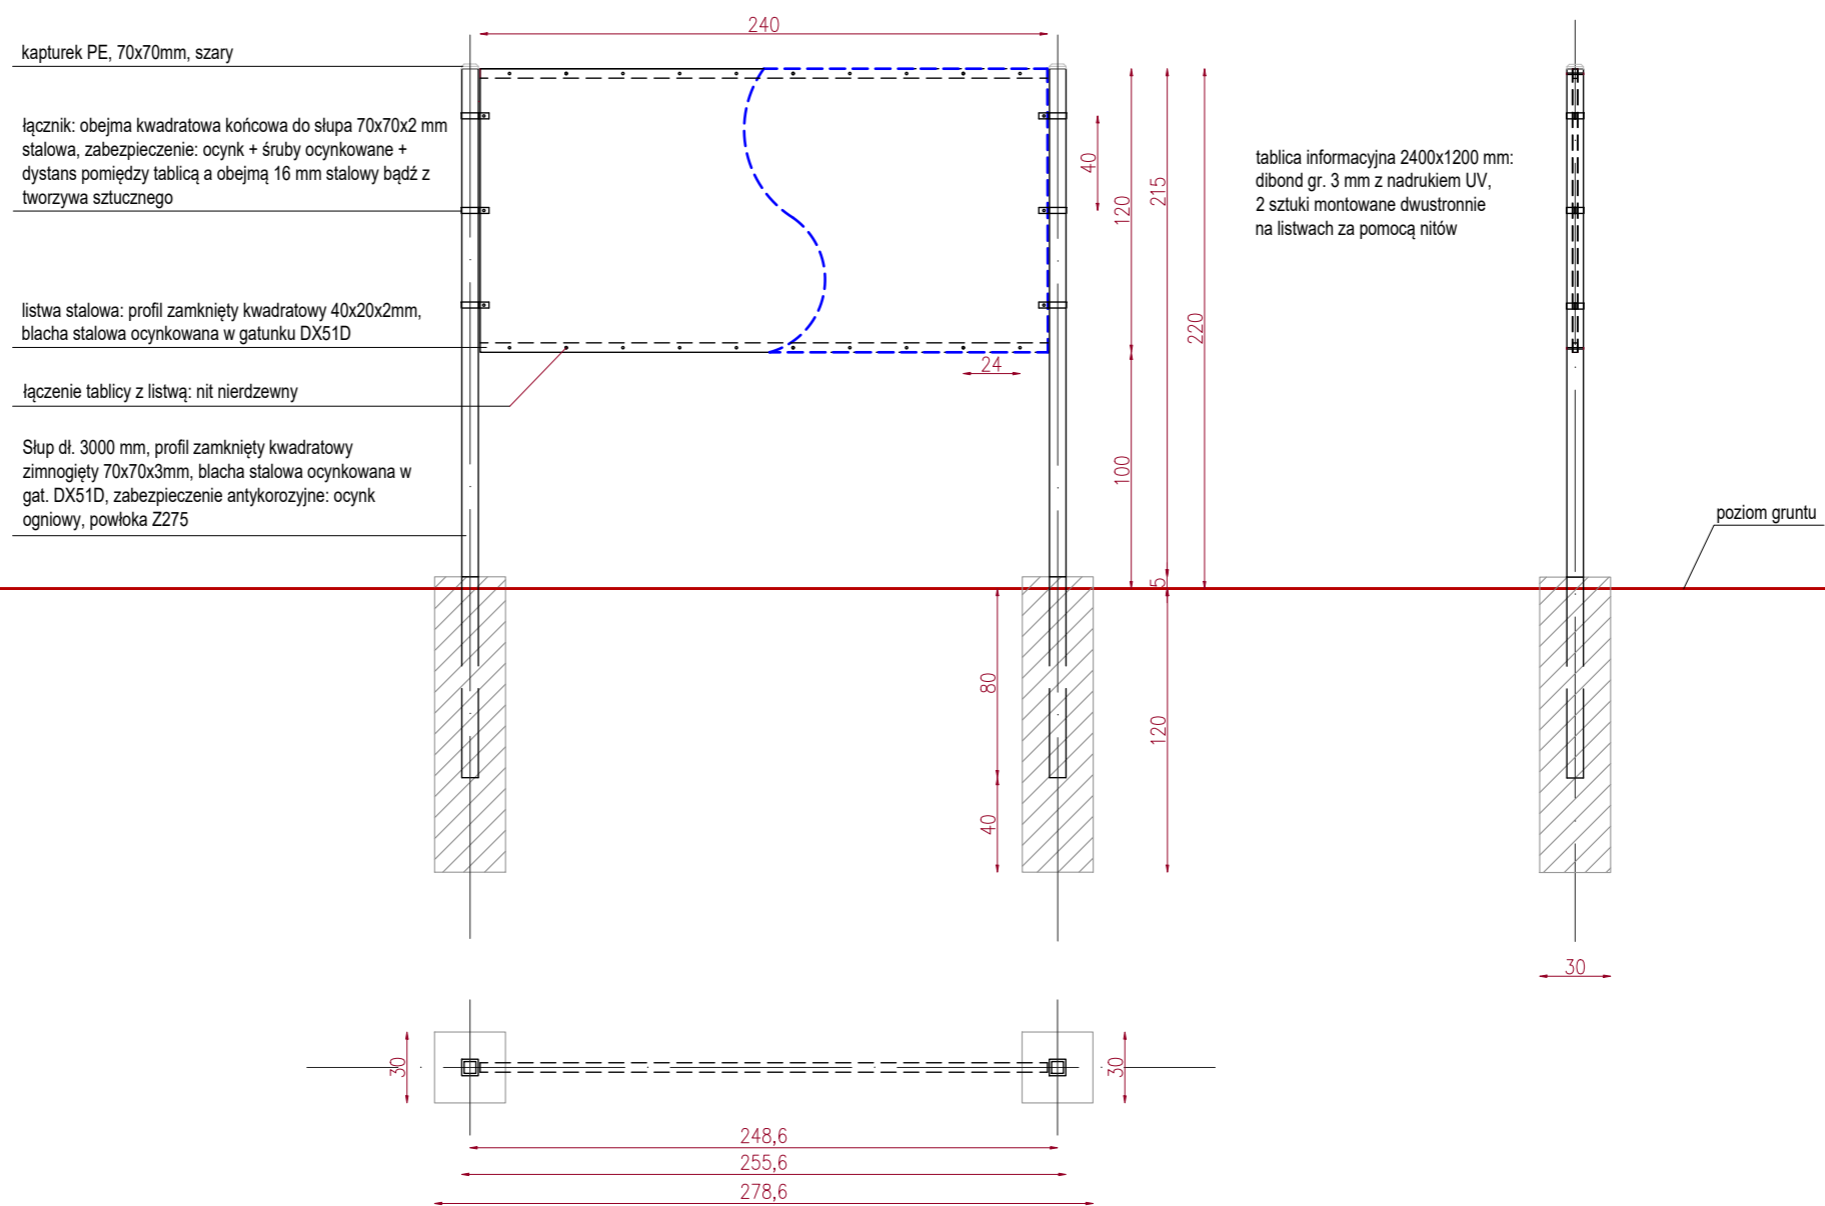 240
kapturek PE, 70x70mm, szary
łącznik: obejma kwadratowa końcowa do słupa 70x70x2 mm
stalowa, zabezpieczenie: ocynk + śruby ocynkowane +
dystans pomiędzy tablicą a obejmą 16 mm stalowy bądź z
tworzywa sztucznego
listwa stalowa: profil zamknięty kwadratowy 40x20x2mm,
blacha stalowa ocynkowana w gatunku DX51D
łączenie tablicy z listwą: nit nierdzewny
Słup dł. 3000 mm, profil zamknięty kwadratowy
zimnogięty 70x70x3mm, blacha stalowa ocynkowana w
gat. DX51D, zabezpieczenie antykorozyjne: ocynk
ogniowy, powłoka Z275
40
120
215
220
24
100
5
80
120
40
tablica informacyjna 2400x1200 mm:
dibond gr. 3 mm z nadrukiem UV,
2 sztuki montowane dwustronnie
na listwach za pomocą nitów
poziom gruntu
30
30
30
248,6
255,6
278,6